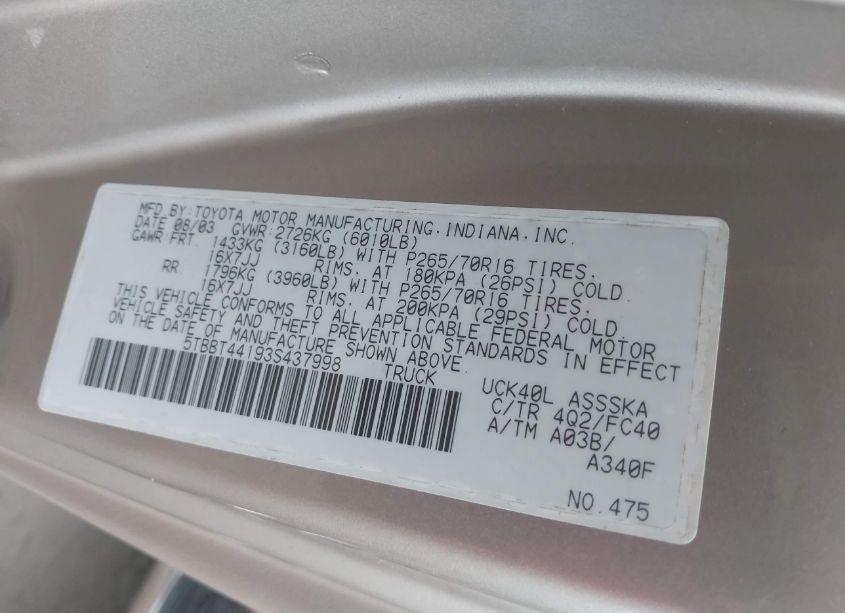 MFD.BY:TOYOTA MOTOR MANUFACTURING.INDIANA.INC.
DATE 08/03 GVWR:2726KG (6010LB)
GAWR:FRT. 1433KG (3160LB) WITH P265/70R16 TIRES.
16X7JJ RIMS. AT 180KPA (26PSI) COLD.
RR. 1796KG (3960LB) WITH P265/70R16 TIRES.
16X7JJ RIMS. AT 200KPA (29PSI) COLD.
THIS VEHICLE CONFORMS TO ALL APPLICABLE FEDERAL MOTOR
VEHICLE SAFETY AND THEFT PREVENTION STANDARDS IN EFFECT
ON THE DATE OF MANUFACTURE SHOWN ABOVE.
5TBBT44193S437998 TRUCK
UCK40L ASSSKA
C/TR 4Q2/FC40
A/TM A03B/
A340F
NO.475